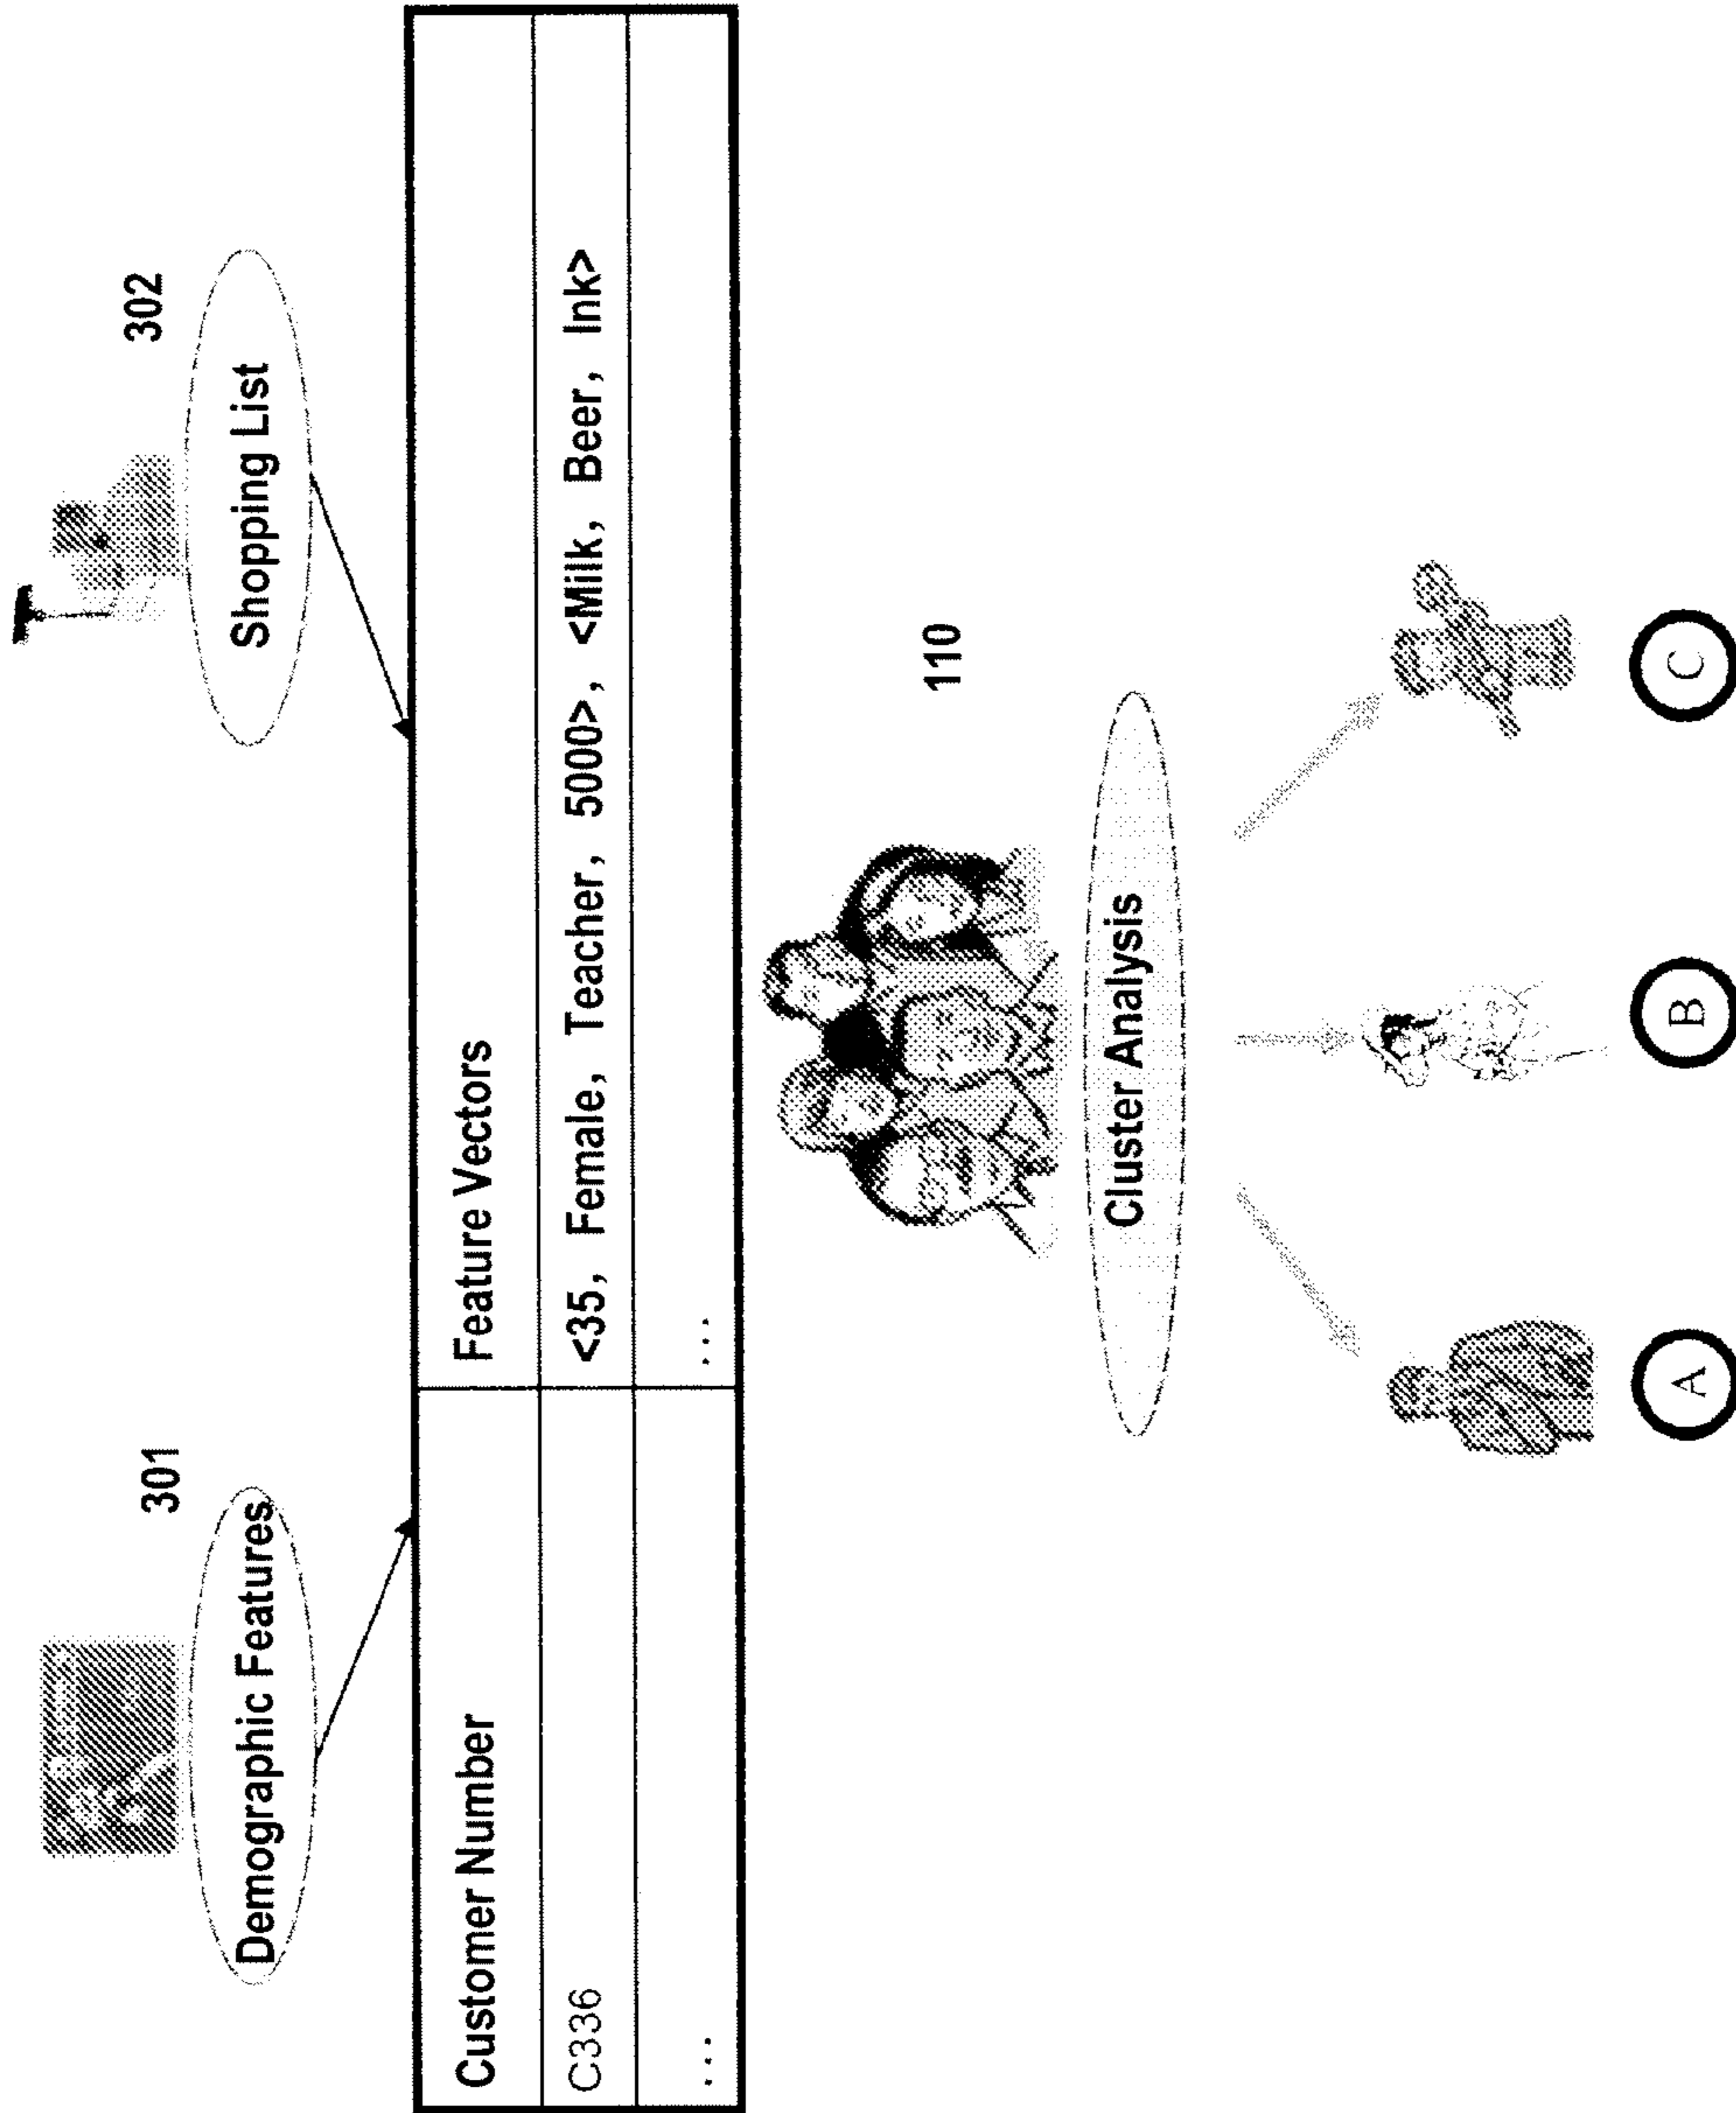 301
302
Demographic Features
Shopping List
Customer Number
Feature Vectors
C336
<35, Female, Teacher, 5000>, <Milk, Beer, Ink>
...
...
110
Cluster Analysis
A
B
C